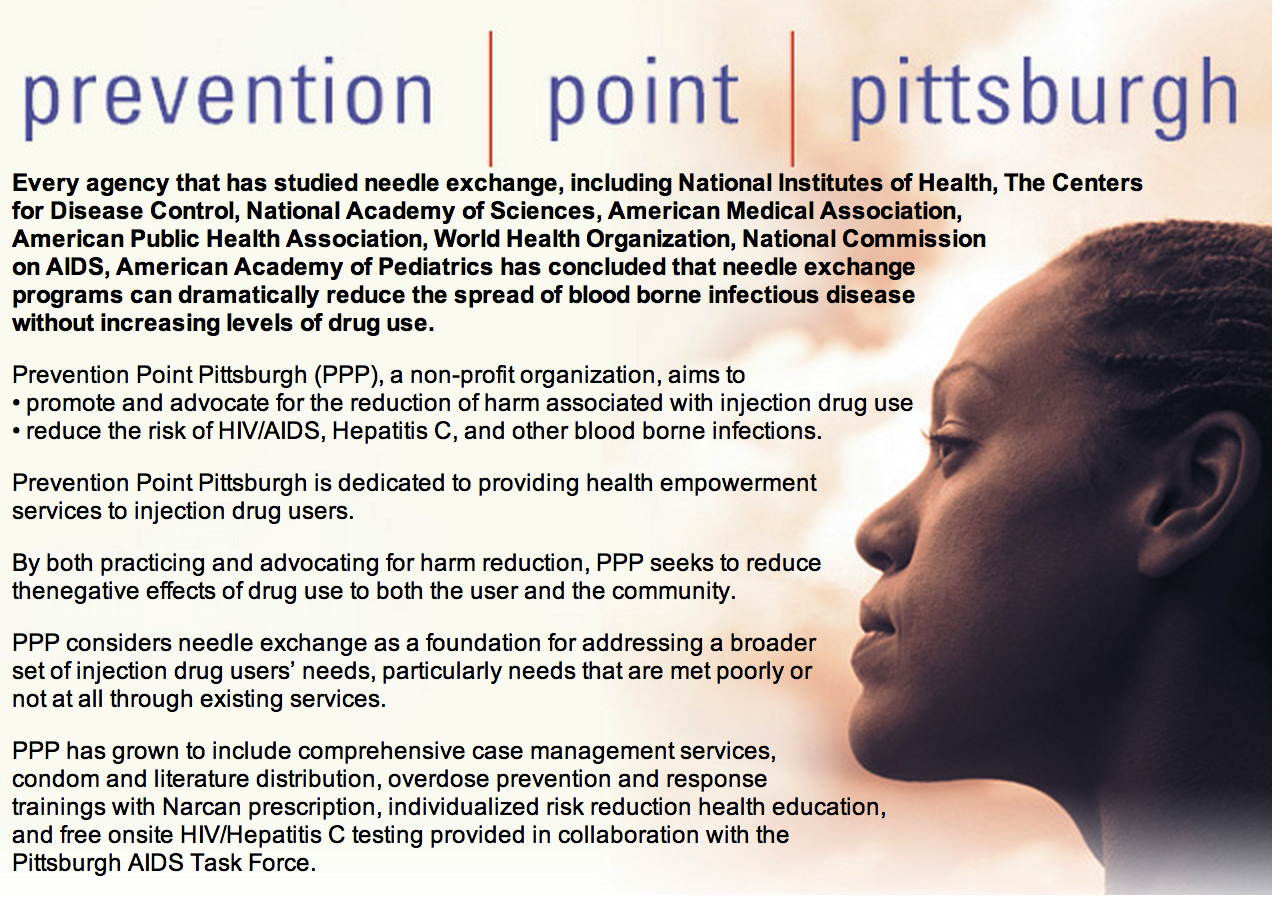 prevention point pittsburgh
Every agency that has studied needle exchange, including National Institutes of Health, The Centers
for Disease Control, National Academy of Sciences, American Medical Association,
American Public Health Association, World Health Organization, National Commission
on AIDS, American Academy of Pediatrics has concluded that needle exchange
programs can dramatically reduce the spread of blood borne infectious disease
without increasing levels of drug use.
Prevention Point Pittsburgh (PPP), a non-profit organization, aims to
• promote and advocate for the reduction of harm associated with injection drug use
• reduce the risk of HIV/AIDS, Hepatitis C, and other blood borne infections.
Prevention Point Pittsburgh is dedicated to providing health empowerment
services to injection drug users.
By both practicing and advocating for harm reduction, PPP seeks to reduce
thenegative effects of drug use to both the user and the community.
PPP considers needle exchange as a foundation for addressing a broader
set of injection drug users’ needs, particularly needs that are met poorly or
not at all through existing services.
PPP has grown to include comprehensive case management services,
condom and literature distribution, overdose prevention and response
trainings with Narcan prescription, individualized risk reduction health education,
and free onsite HIV/Hepatitis C testing provided in collaboration with the
Pittsburgh AIDS Task Force.